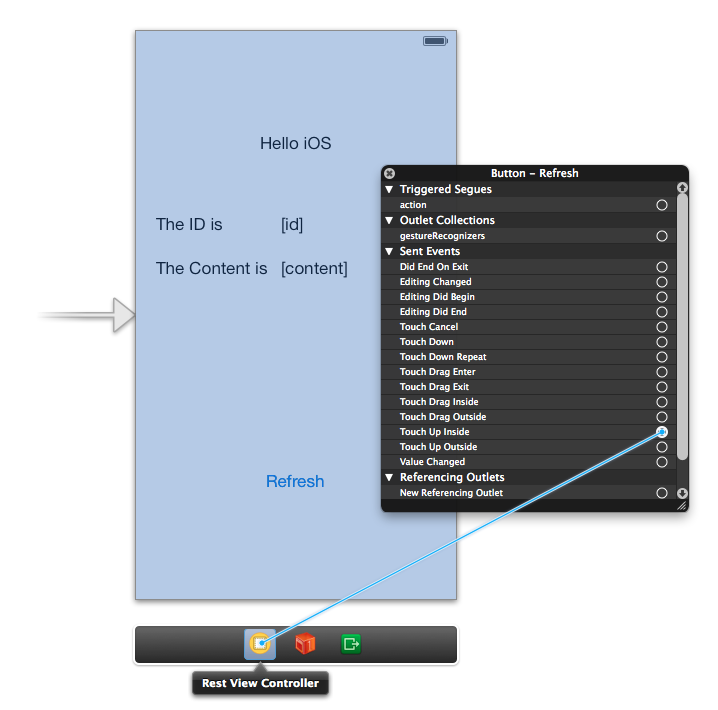 Hello iOS
The ID is [id]
The Content is [content]
Refresh
Button – Refresh
Triggered Segues
action
Outlet Collections
gestureRecognizers
Sent Events
Did End On Exit
Editing Changed
Editing Did Begin
Editing Did End
Touch Cancel
Touch Down
Touch Down Repeat
Touch Drag Enter
Touch Drag Exit
Touch Drag Inside
Touch Drag Outside
Touch Up Inside
Touch Up Outside
Value Changed
Referencing Outlets
New Referencing Outlet
Rest View Controller